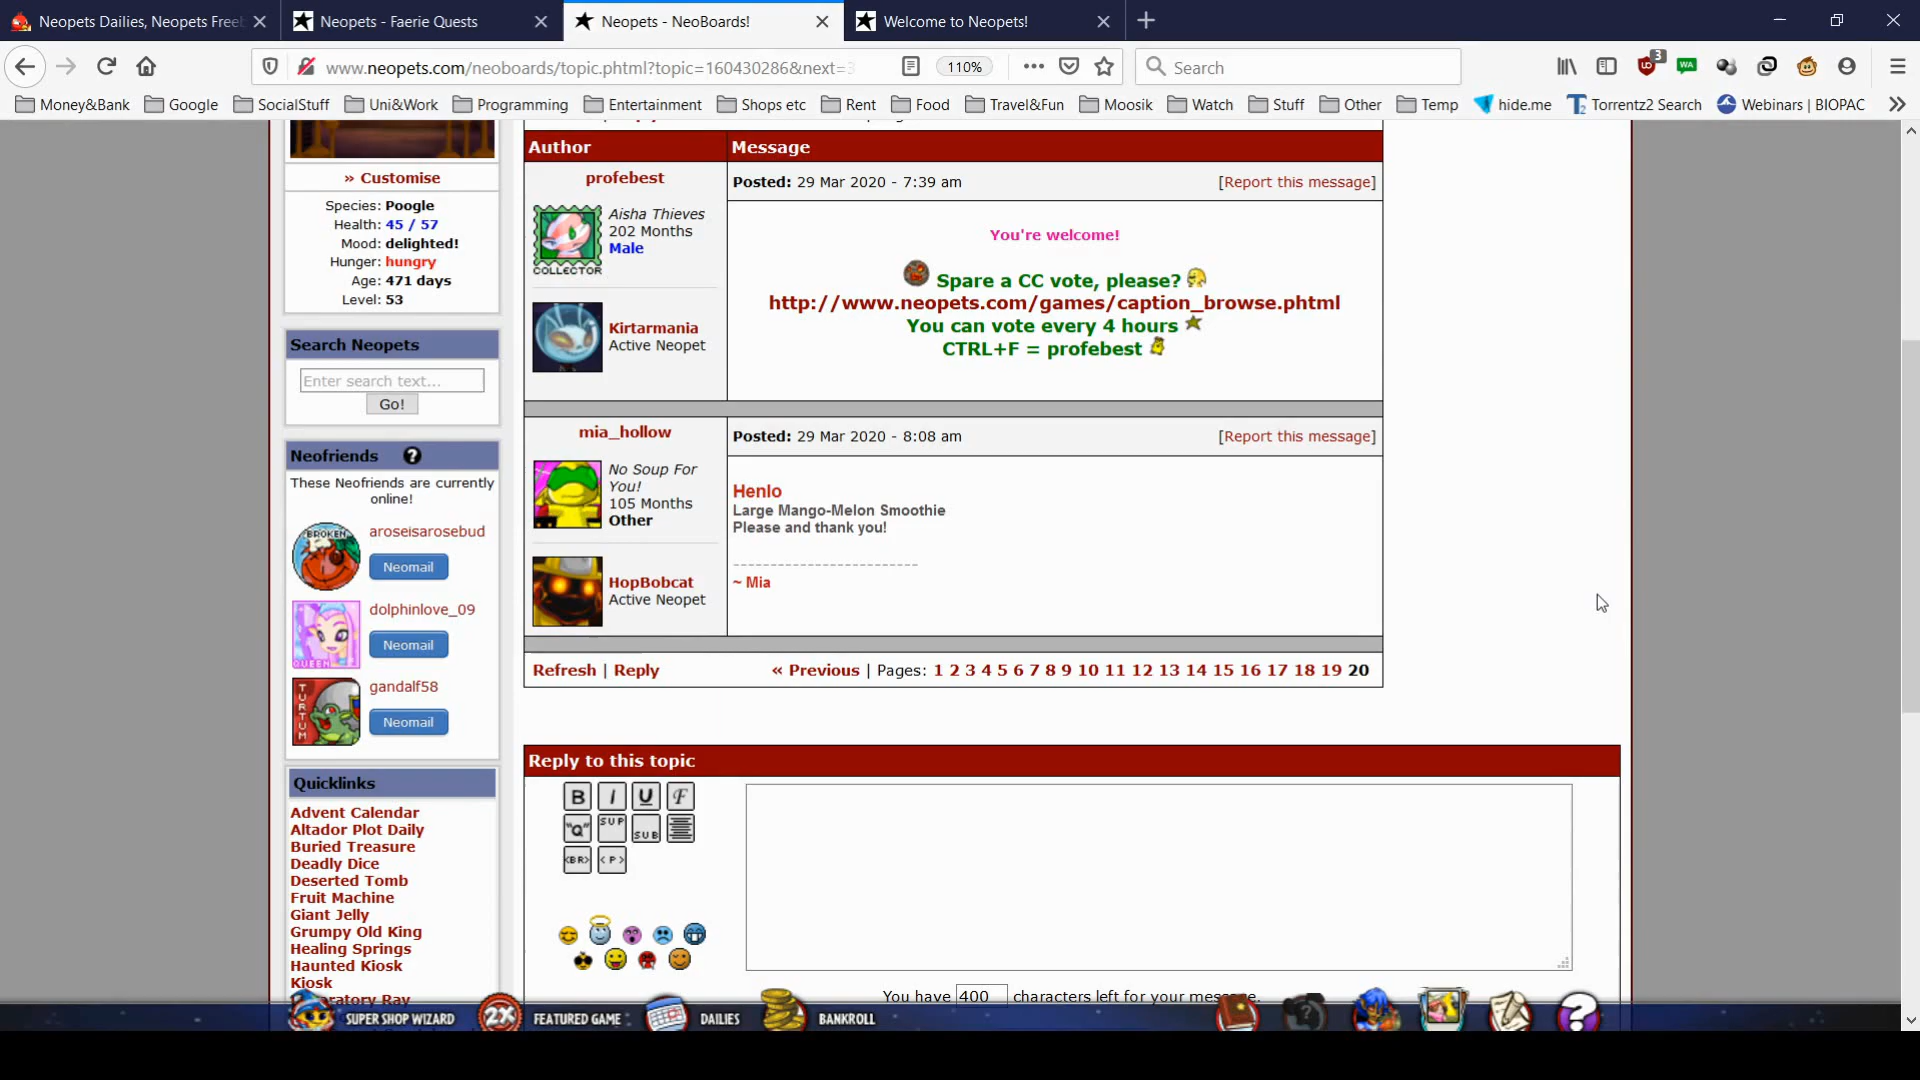 Neopets Dailies, Neopets Free
Neopets - Faerie Quests
Neopets - NeoBoards!
Welcome to Neopets!
www.neopets.com/neoboards/topic.phtml?topic=160430286&next=
110%
Search
3
Money&Bank
Google
SocialStuff
Uni&Work
Programming
Entertainment
Shops etc
Rent
Food
Travel&Fun
Moosik
Watch
Stuff
Other
Temp
hide.me
Torrentz2 Search
Webinars | BIOPAC
» Customise
Species: Poogle
Health: 45 / 57
Mood: delighted!
Hunger: hungry
Age: 471 days
Level: 53
Search Neopets
Enter search text...
Go!
Neofriends ?
These Neofriends are currently
online!
BROKEN
aroseisarosebud
Neomail
dolphinlove_09
Neomail
QUEEN
gandalf58
Neomail
TURTUM
Quicklinks
Advent Calendar
Altador Plot Daily
Buried Treasure
Deadly Dice
Deserted Tomb
Fruit Machine
Giant Jelly
Grumpy Old King
Healing Springs
Haunted Kiosk
Kiosk
Author
Message
profebest
Aisha Thieves
202 Months
Male
COLLECTOR
Kirtarmania
Active Neopet
Posted: 29 Mar 2020 - 7:39 am
[Report this message]
You're welcome!
Spare a CC vote, please?
http://www.neopets.com/games/caption_browse.phtml
You can vote every 4 hours
CTRL+F = profebest
mia_hollow
No Soup For
You!
105 Months
Other
HopBobcat
Active Neopet
Posted: 29 Mar 2020 - 8:08 am
[Report this message]
Henlo
Large Mango-Melon Smoothie
Please and thank you!
--------------------------
~ Mia
Refresh | Reply
« Previous | Pages: 1 2 3 4 5 6 7 8 9 10 11 12 13 14 15 16 17 18 19 20
Reply to this topic
B I U F
"Q" SUP SUB
<BR> <P>
You have 400 characters left for your message.
SUPER SHOP WIZARD
2X
FEATURED GAME
DAILIES
BANKROLL
?